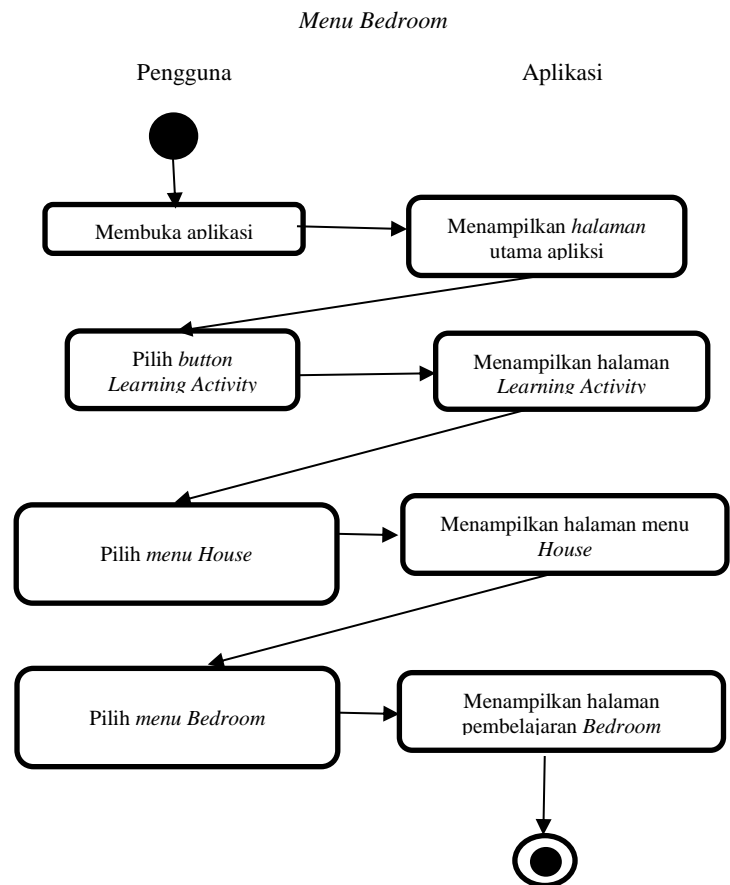 Menu Bedroom
Pengguna
Aplikasi
Membuka aplikasi
Menampilkan halaman
utama apliksi
Pilih button
Learning Activity
Menampilkan halaman
Learning Activity
Pilih menu House
Menampilkan halaman menu
House
Pilih menu Bedroom
Menampilkan halaman
pembelajaran Bedroom